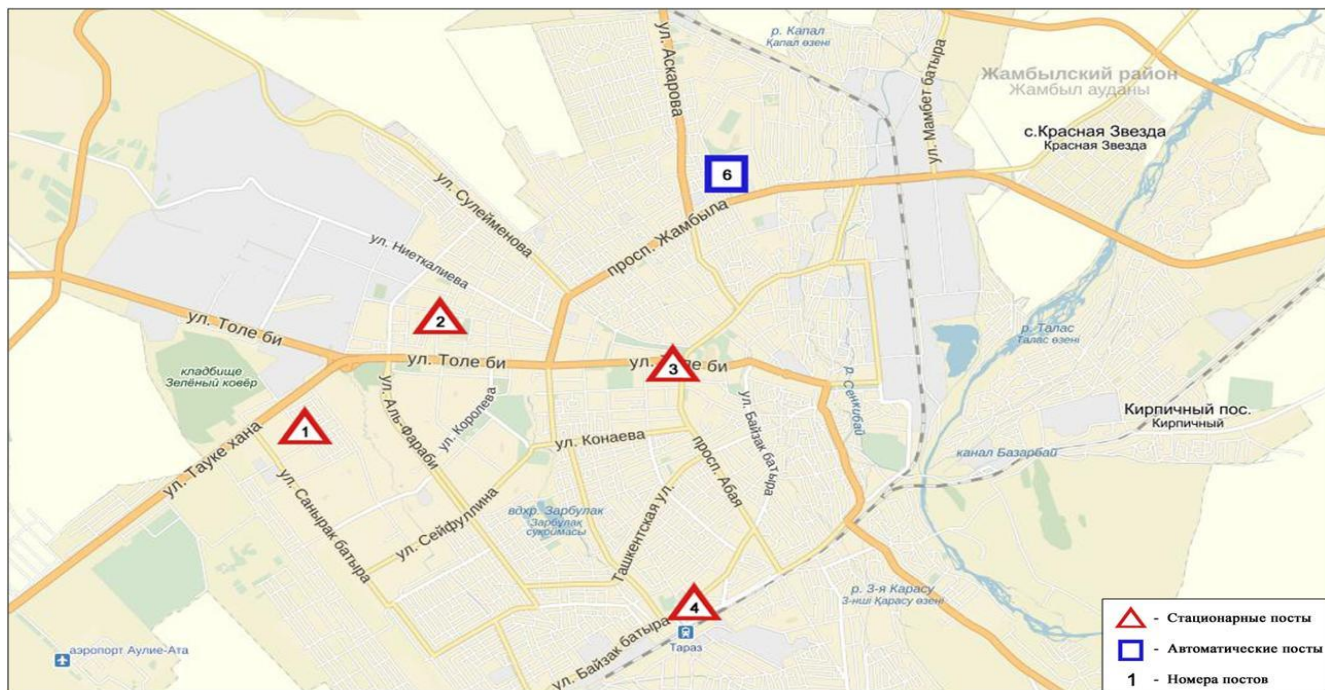 ул. Аскарова
р. Капал
Қапал өзені
ул. Мамбет батыра
Жамбылский район
Жамбыл ауданы
с.Красная Звезда
Красная Звезда
6
ул. Сулейменова
просп. Жамбыла
ул. Ниеткалиева
2
ул. Толе би
ул. Толе би
ул. Толе би
3
р. Талас
Талас өзені
кладбище
Зелёный ковёр
ул. Аль-Фараби
ул. Королева
р. Сенкибай
1
ул. Байзак батыра
Кирпичный пос.
Кирпичный
ул. Тауке хана
ул. Конаева
просп. Абая
канал Базарбай
ул. Санырак батыра
ул. Сейфуллина
вдхр. Зарбулак
Зарбұлақ
суқоймасы
Ташкентская ул.
4
р. 3-я Карасу
3-нші Қарасу өзені
ул. Байзак батыра
Тараз
аэропорт Аулие-Ата
- Стационарные посты
- Автоматические посты
1 - Номера постов